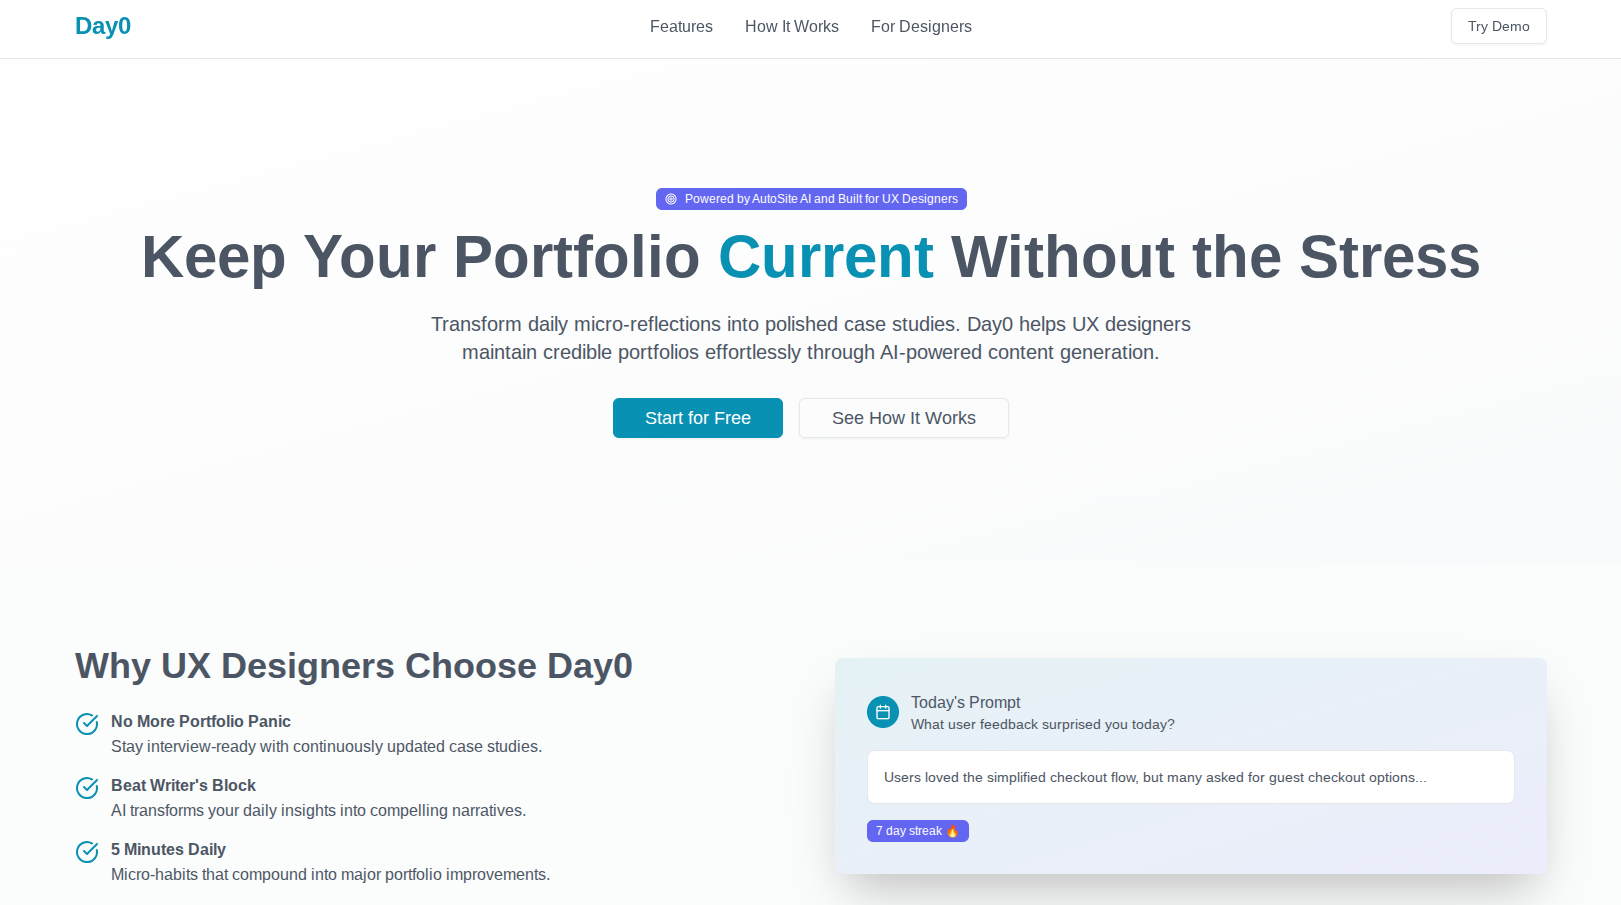 Day0
Features
How It Works
For Designers
Try Demo
Powered by AutoSite AI and Built for UX Designers
Keep Your Portfolio Current Without the Stress
Transform daily micro-reflections into polished case studies. Day0 helps UX designers
maintain credible portfolios effortlessly through AI-powered content generation.
Start for Free
See How It Works
Why UX Designers Choose Day0
No More Portfolio Panic
Stay interview-ready with continuously updated case studies.
Beat Writer's Block
AI transforms your daily insights into compelling narratives.
5 Minutes Daily
Micro-habits that compound into major portfolio improvements.
Today's Prompt
What user feedback surprised you today?
Users loved the simplified checkout flow, but many asked for guest checkout options...
7 day streak 🔥